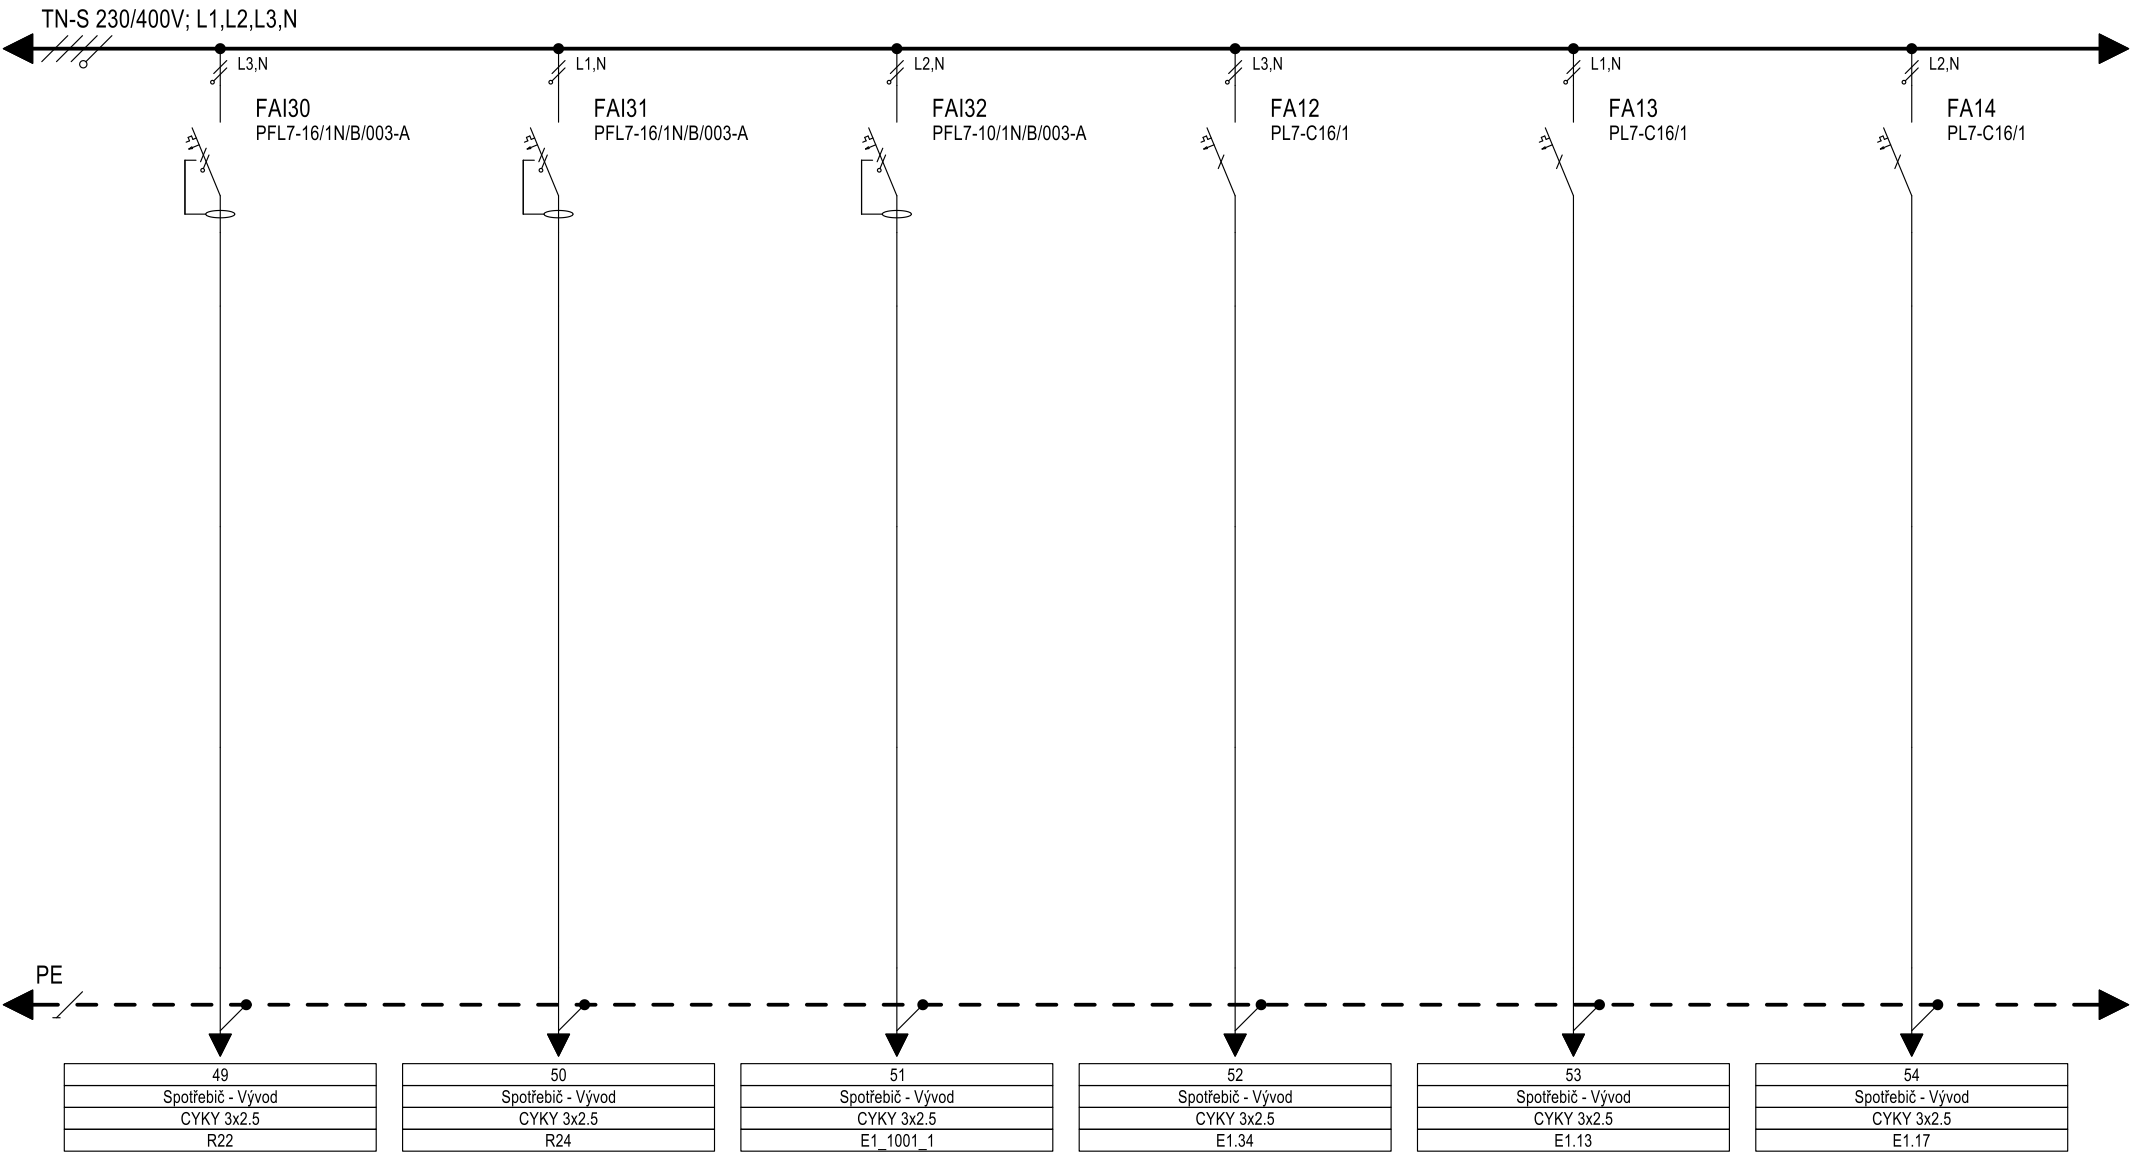 TN-S 230/400V; L1,L2,L3,N
L3,N
L1,N
L2,N
L3,N
L1,N
L2,N
FAI30
PFL7-16/1N/B/003-A
FAI31
PFL7-16/1N/B/003-A
FAI32
PFL7-10/1N/B/003-A
FA12
PL7-C16/1
FA13
PL7-C16/1
FA14
PL7-C16/1
PE
49
Spotřebič - Vývod
CYKY 3x2.5
R22
50
Spotřebič - Vývod
CYKY 3x2.5
R24
51
Spotřebič - Vývod
CYKY 3x2.5
E1_1001_1
52
Spotřebič - Vývod
CYKY 3x2.5
E1.34
53
Spotřebič - Vývod
CYKY 3x2.5
E1.13
54
Spotřebič - Vývod
CYKY 3x2.5
E1.17